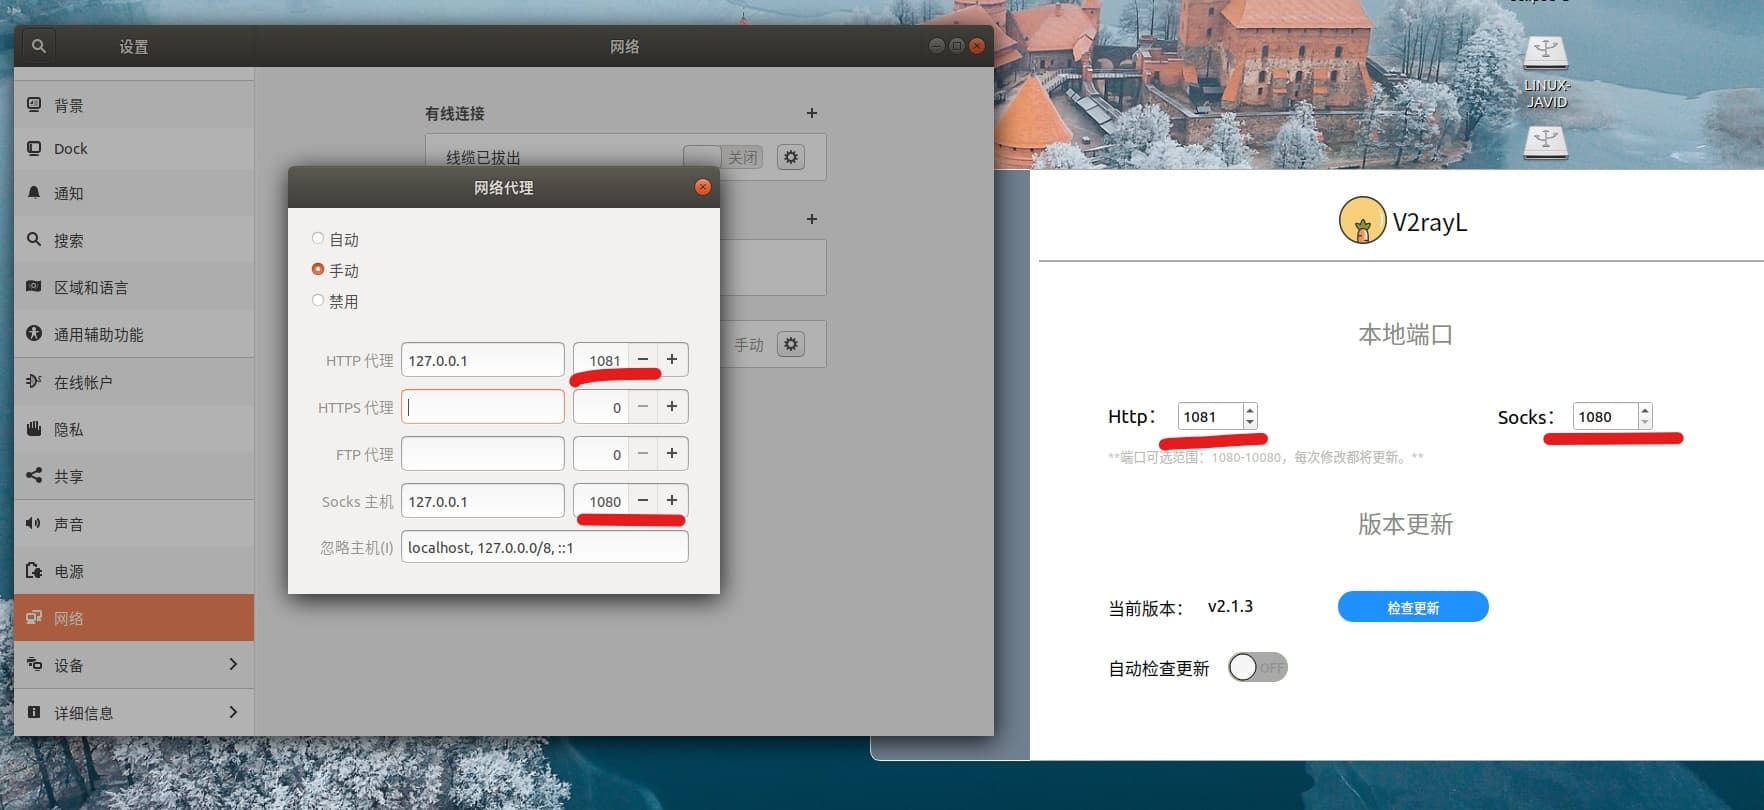 设置
网络
背景
Dock
通知
搜索
区域和语言
通用辅助功能
在线帐户
隐私
共享
声音
电源
网络
设备
详细信息
有线连接
线缆已拔出
关闭
手动
网络代理
自动
手动
禁用
HTTP 代理 127.0.0.1 1081
HTTPS 代理 0
FTP 代理 0
Socks 主机 127.0.0.1 1080
忽略主机(I) localhost, 127.0.0.0/8, ::1
LINUX-
JAVID
V2rayL
本地端口
Http： 1081 Socks： 1080
**端口可选范围：1080-10080，每次修改都将更新。**
版本更新
当前版本： v2.1.3 检查更新
自动检查更新 OFF